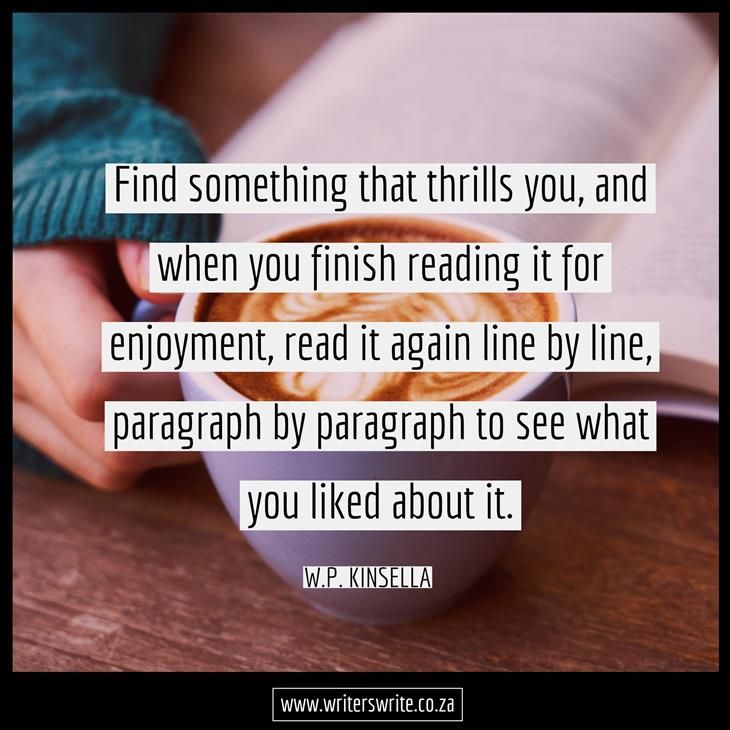 Find something that thrills you, and
when you finish reading it for
enjoyment, read it again line by line,
paragraph by paragraph to see what
you liked about it.
W.P. KINSELLA
www.writerswrite.co.za